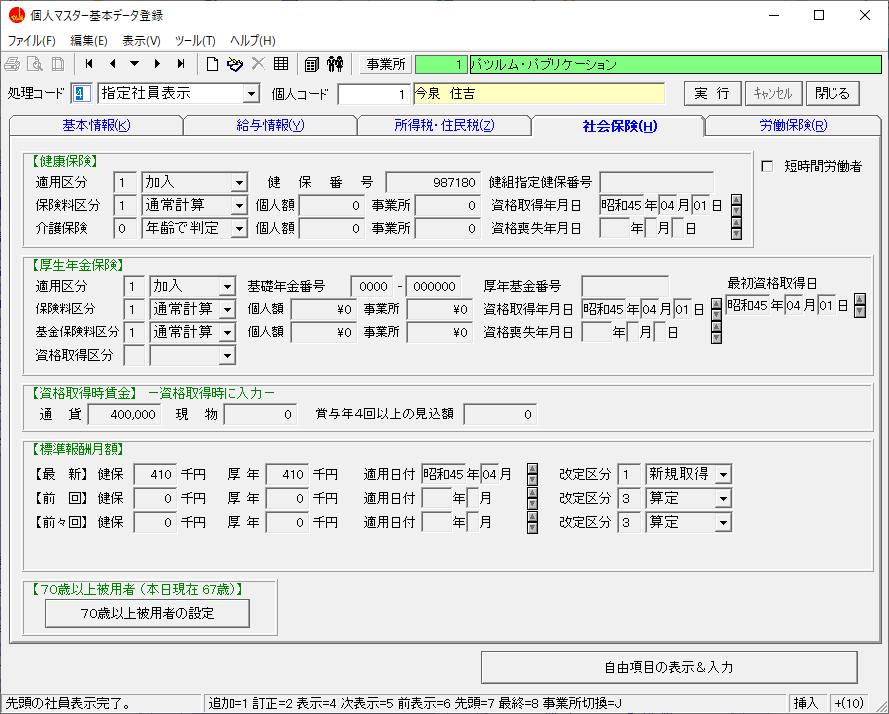 個人マスター基本データ登録
ファイル(F) 編集(E) 表示(V) ツール(T) ヘルプ(H)
事業所 1 パツルム・パブリケーション
処理コード 4 指定社員表示 個人コード 1 今泉 住吉 実 行 キャンセル 閉じる
基本情報(K) 給与情報(Y) 所得税・住民税(Z) 社会保険(H) 労働保険(R)
【健康保険】 短時間労働者
適用区分 1 加入 健 保 番 号 987180 健組指定健保番号
保険料区分 1 通常計算 個人額 0 事業所 0 資格取得年月日 昭和45 年 04 月 01 日
介護保険 0 年齢で判定 個人額 0 事業所 0 資格喪失年月日 年 月 日
【厚生年金保険】
適用区分 1 加入 基礎年金番号 0000 - 000000 厚年基金番号 最初資格取得日
保険料区分 1 通常計算 個人額 ¥0 事業所 ¥0 資格取得年月日 昭和45 年 04 月 01 日 昭和45 年 04 月 01 日
基金保険料区分 1 通常計算 個人額 ¥0 事業所 ¥0 資格喪失年月日 年 月 日
資格取得区分
【資格取得時賃金】 －資格取得時に入力－
通 貨 400,000 現 物 0 賞与年4回以上の見込額 0
【標準報酬月額】
【最 新】 健保 410 千円 厚 年 410 千円 適用日付 昭和45 年 04 月 改定区分 1 新規取得
【前 回】 健保 0 千円 厚 年 0 千円 適用日付 年 月 改定区分 3 算定
【前々回】 健保 0 千円 厚 年 0 千円 適用日付 年 月 改定区分 3 算定
【70歳以上被用者 (本日現在 67歳)】
70歳以上被用者の設定
自由項目の表示＆入力
先頭の社員表示完了。 追加=1 訂正=2 表示=4 次表示=5 前表示=6 先頭=7 最終=8 事業所切換=J 挿入 +(10)